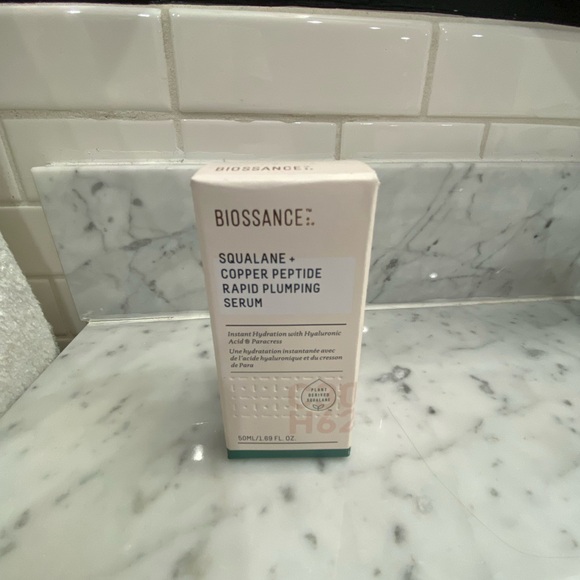 BIOSSANCE
BIOSSANCE
SQUALANE +
COPPER PEPTIDE
RAPID PLUMPING
SERUM
Instant Hydration with Hyaluronic
Acid & Paracress
Une hydratation instantanée avec
de l'acide hyaluronique et du cresson
de Para
PLANT
DERIVED
SQUALANE
H62
50ML/1.69 FL. OZ.